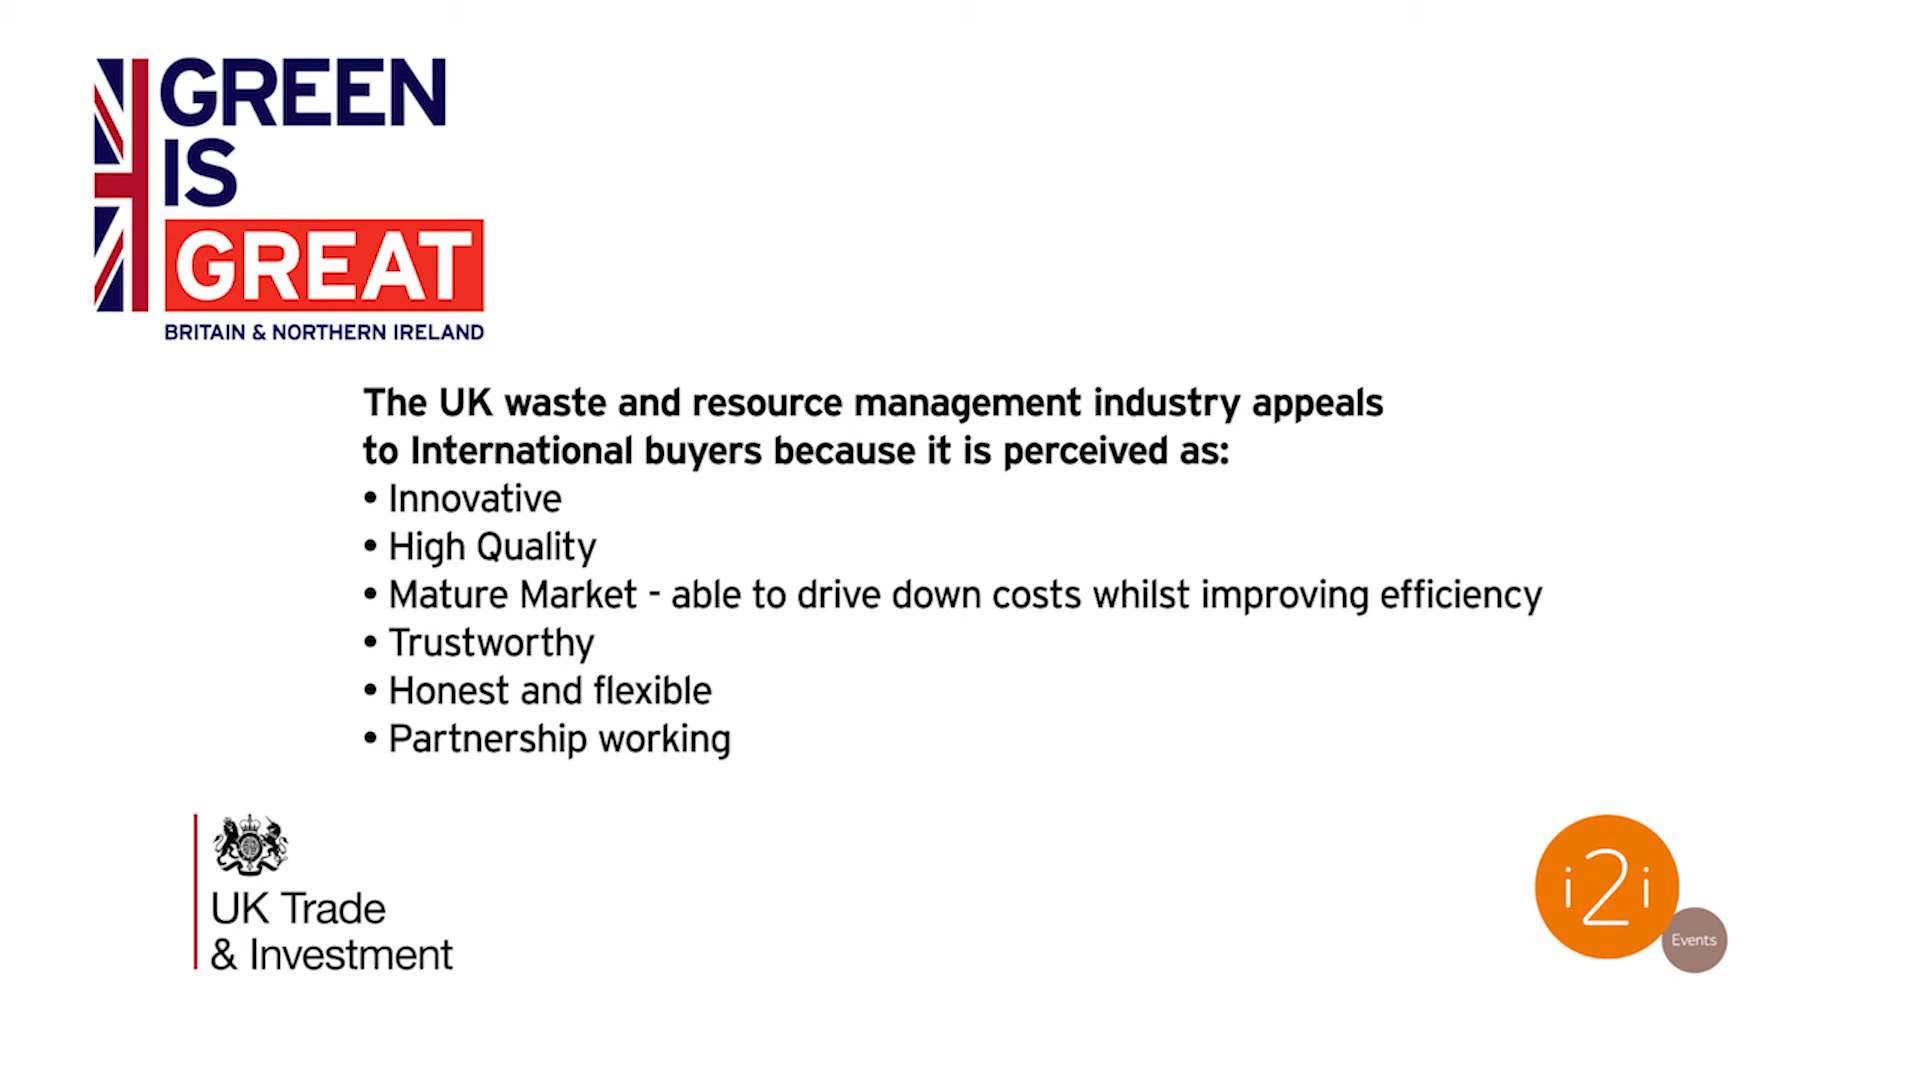 GREEN
IS
GREAT
BRITAIN & NORTHERN IRELAND
The UK waste and resource management industry appeals
to International buyers because it is perceived as:
• Innovative
• High Quality
• Mature Market - able to drive down costs whilst improving efficiency
• Trustworthy
• Honest and flexible
• Partnership working
UK Trade
& Investment
i2i
Events